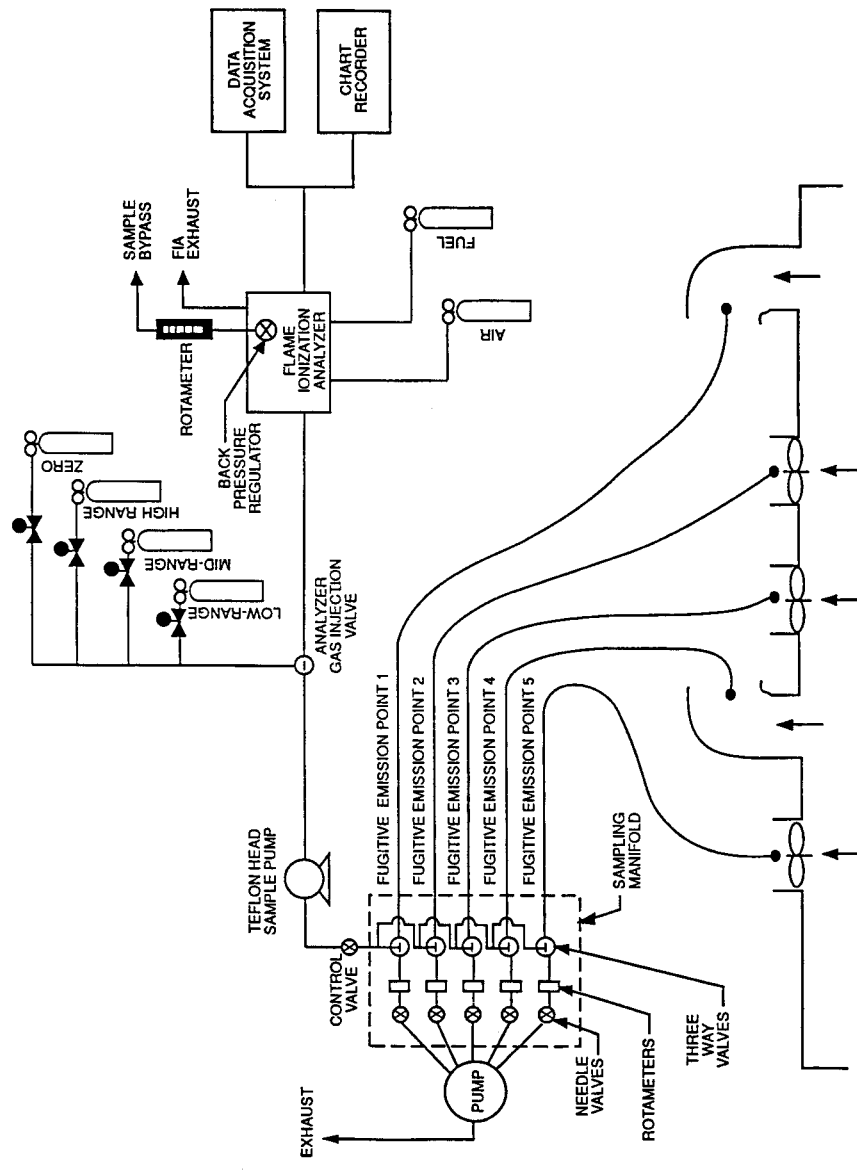 DATA
ACQUISITION
SYSTEM
CHART
RECORDER
SAMPLE
BYPASS
FIA
EXHAUST
ROTAMETER
FLAME
IONIZATION
ANALYZER
BACK
PRESSURE
REGULATOR
FUEL
AIR
ZERO
HIGH RANGE
MID-RANGE
LOW-RANGE
ANALYZER
GAS INJECTION
VALVE
TEFLON HEAD
SAMPLE PUMP
CONTROL
VALVE
FUGITIVE EMISSION POINT 1
FUGITIVE EMISSION POINT 2
FUGITIVE EMISSION POINT 3
FUGITIVE EMISSION POINT 4
FUGITIVE EMISSION POINT 5
SAMPLING
MANIFOLD
EXHAUST
PUMP
NEEDLE
VALVES
ROTAMETERS
THREE
WAY
VALVES